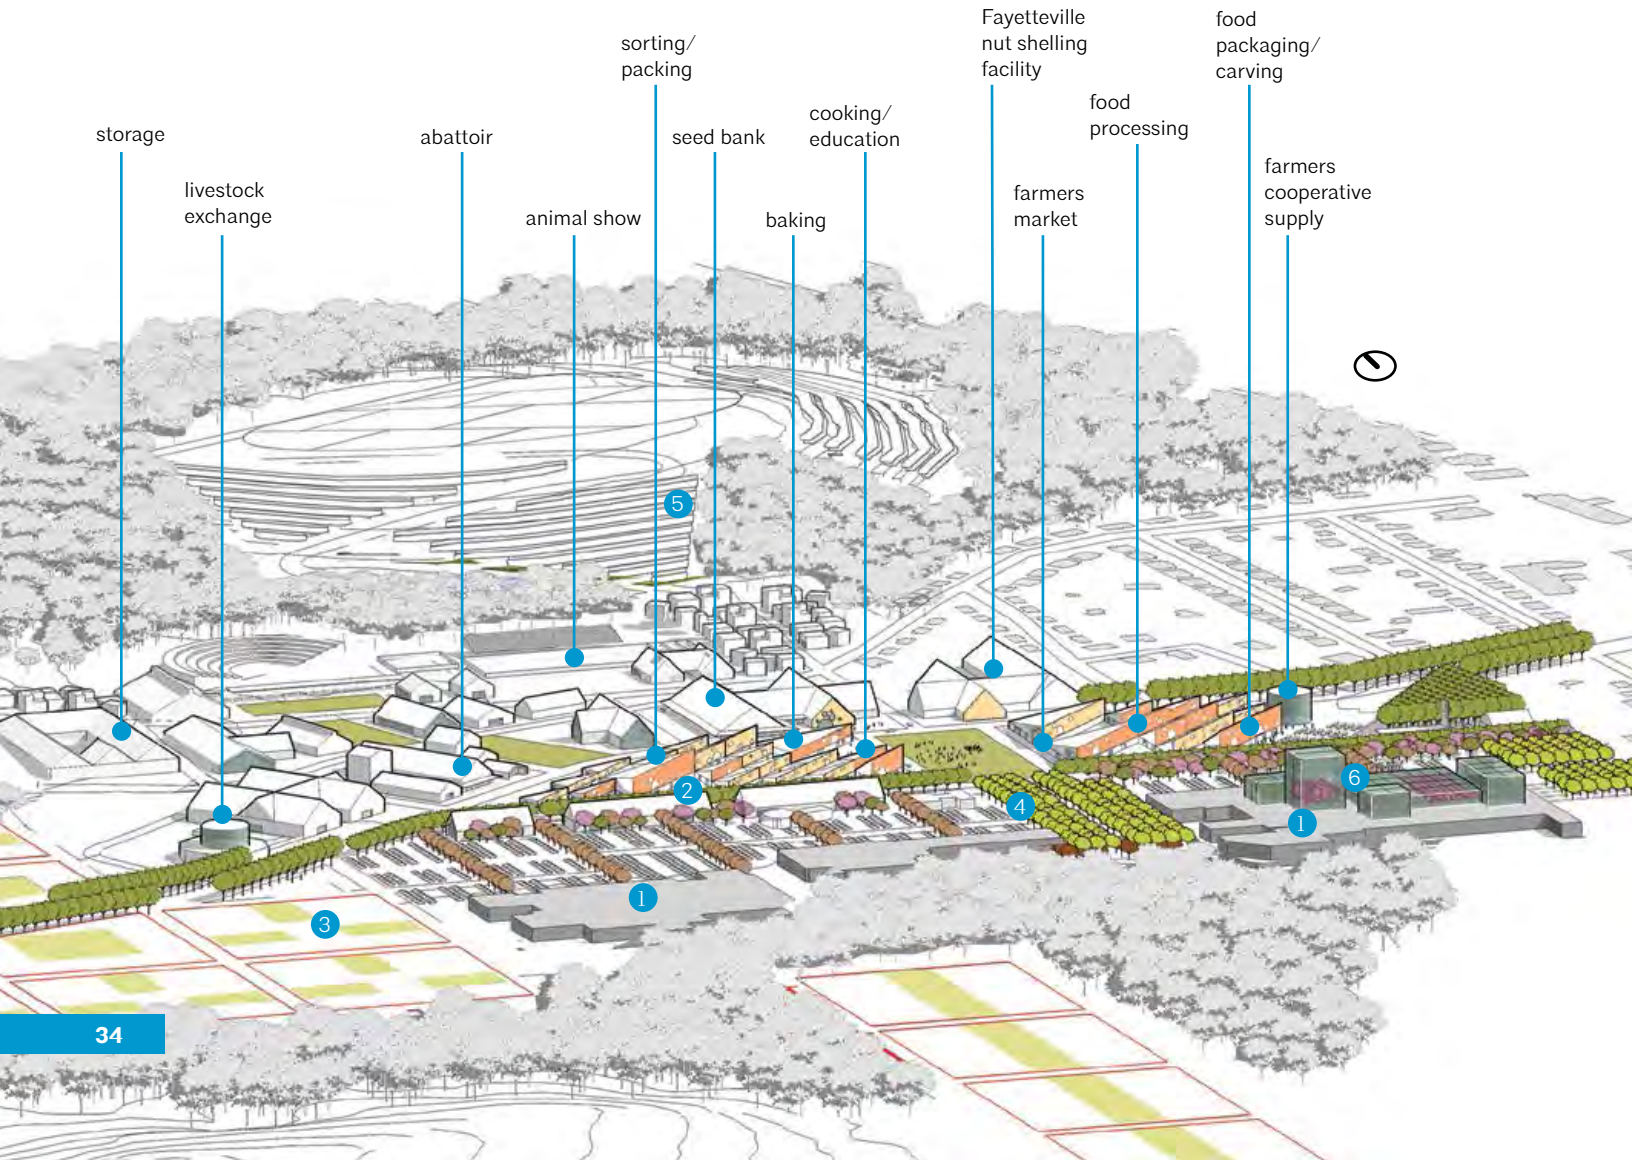 Fayetteville
nut shelling
facility
food
packaging/
carving
sorting/
packing
food
processing
cooking/
education
storage
abattoir
seed bank
farmers
cooperative
supply
livestock
exchange
farmers
market
animal show
baking
5
6
2
4
1
1
3
34